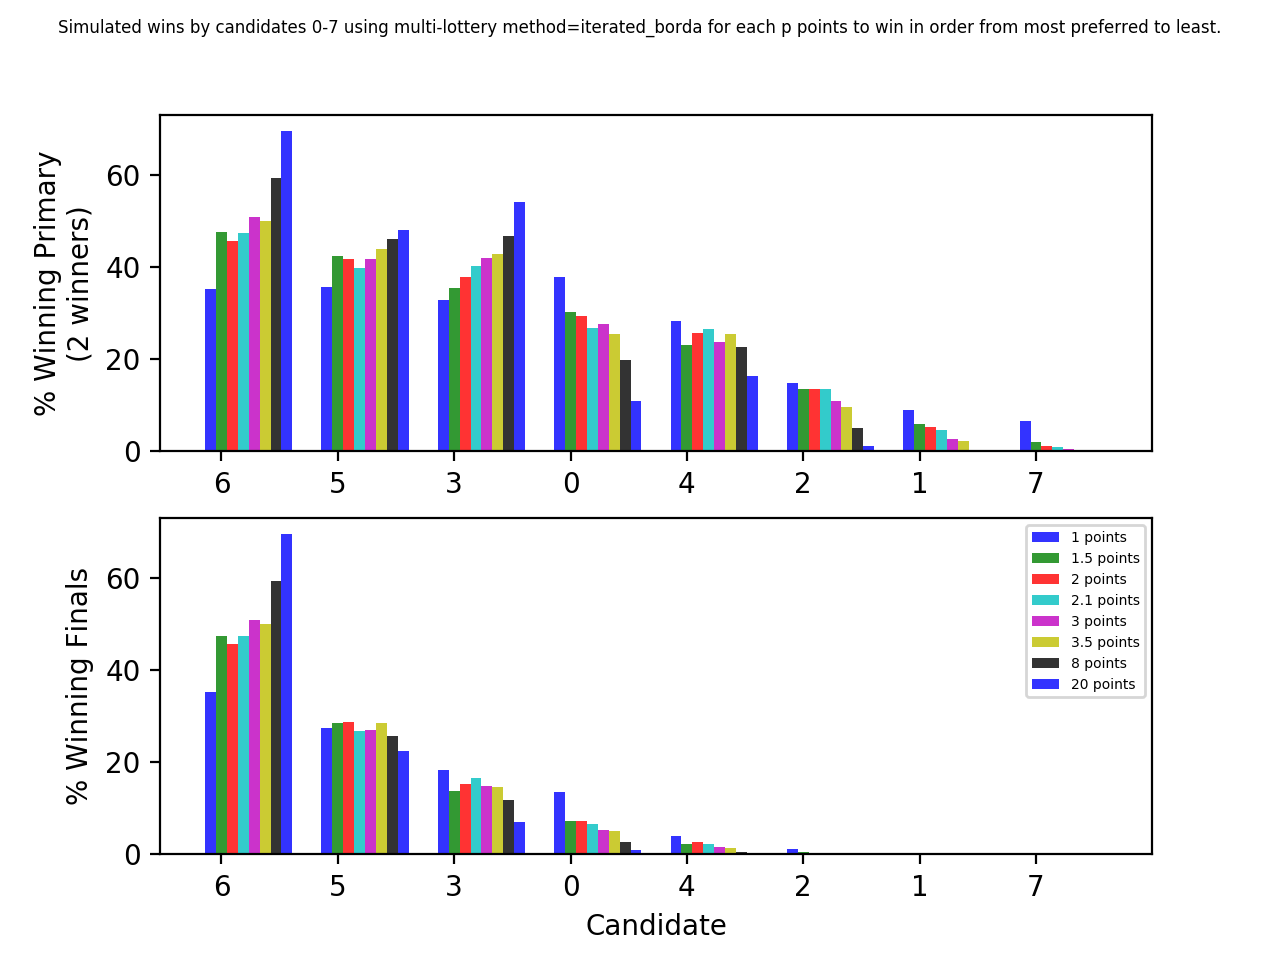 Simulated wins by candidates 0-7 using multi-lottery method=iterated_borda for each p points to win in order from most preferred to least.
% Winning Primary
(2 winners)
60
40
20
0
6 5 3 0 4 2 1 7
% Winning Finals
60
40
20
0
1 points
1.5 points
2 points
2.1 points
3 points
3.5 points
8 points
20 points
6 5 3 0 4 2 1 7
Candidate